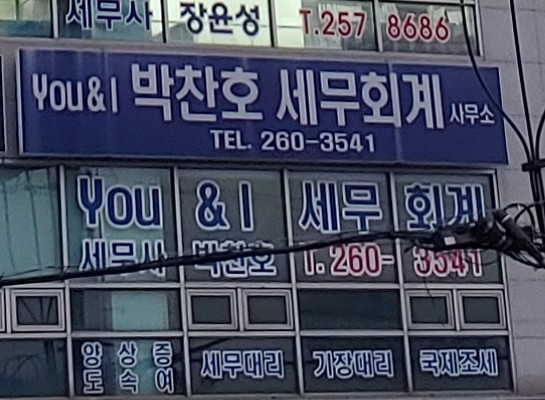 세무사 장윤성 T.257 8686
You&I 박찬호 세무회계 사무소
TEL. 260-3541
You & I 세무 회계
세무사 박찬호 T. 260-3541
양도 상속 증여 세무대리 기장대리 국제조세